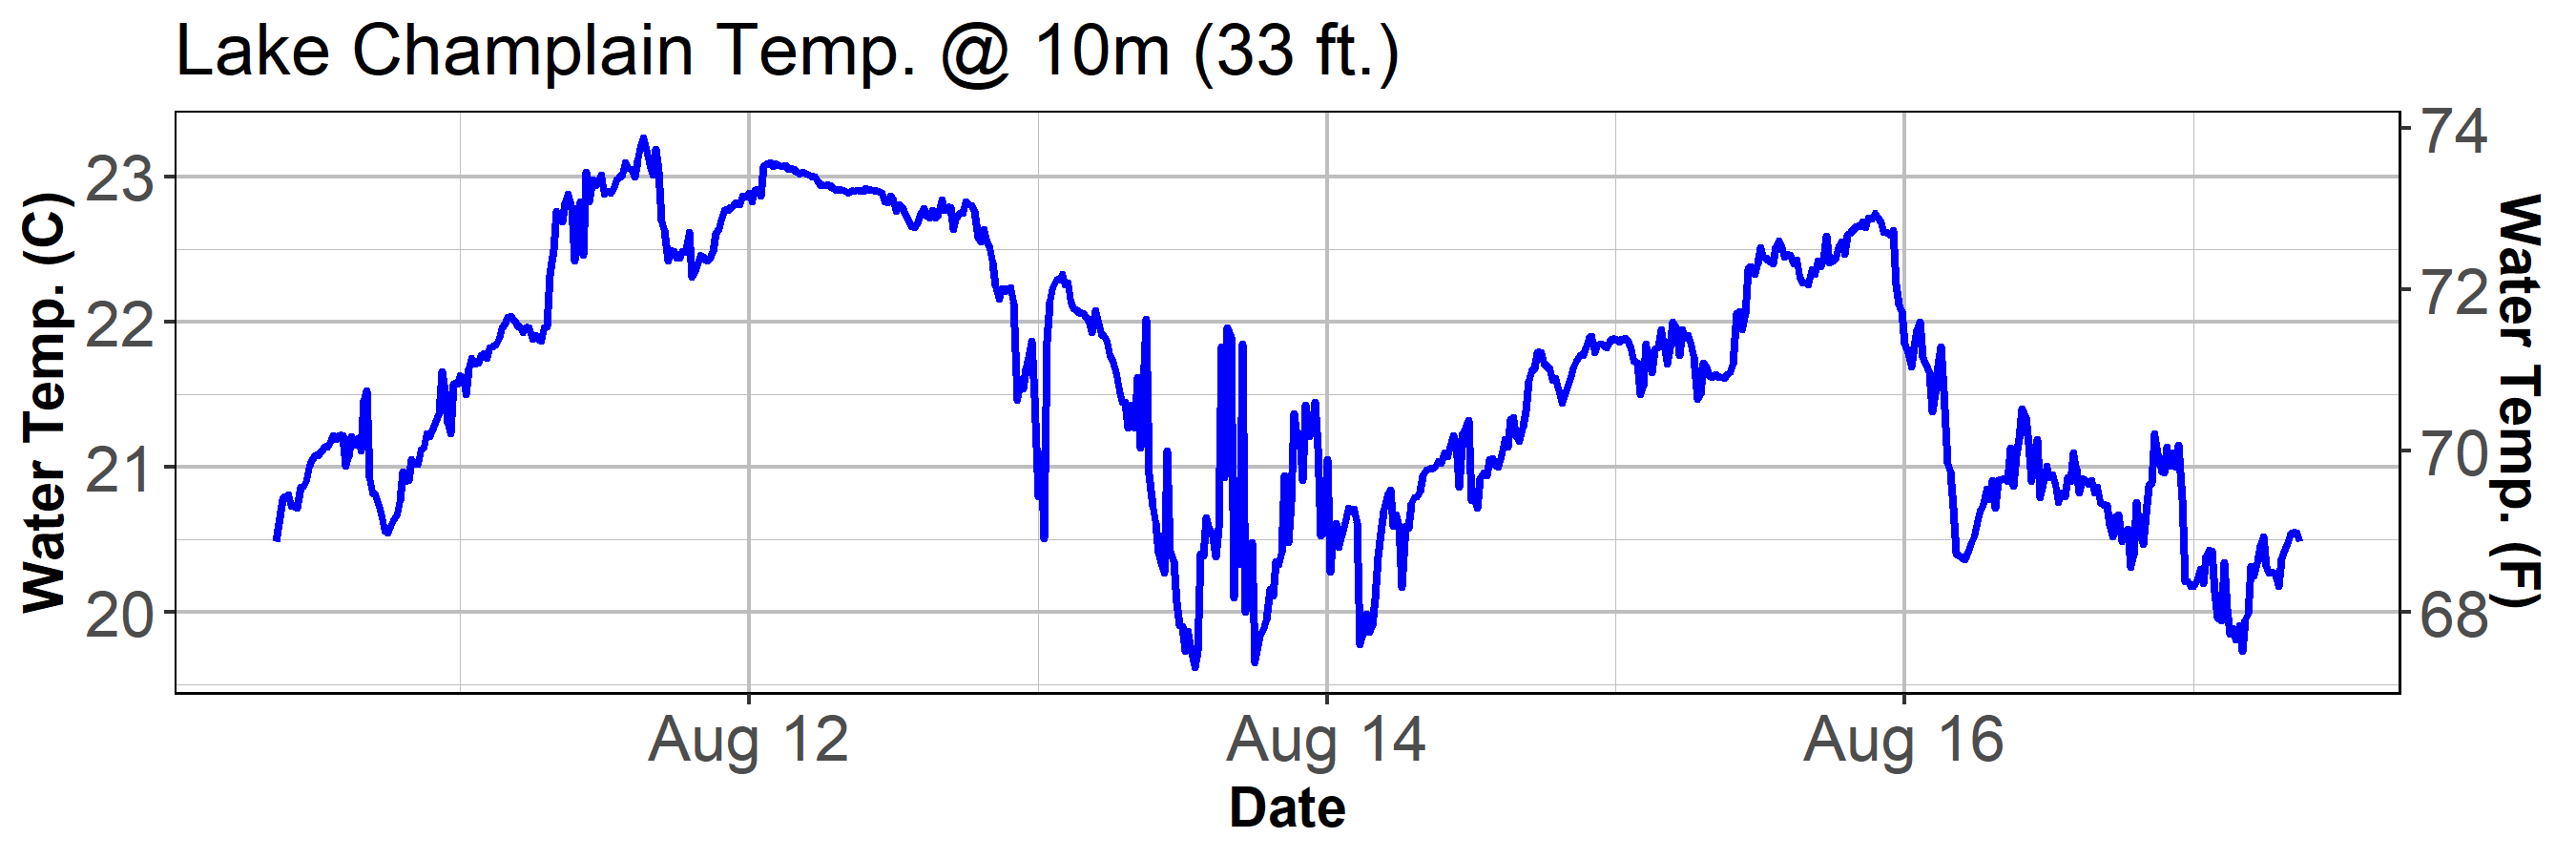 Lake Champlain Temp. @ 10m (33 ft.)
Water Temp. (C)
23
22
21
20
74
72
70
68
Water Temp. (F)
Aug 12
Aug 14
Aug 16
Date